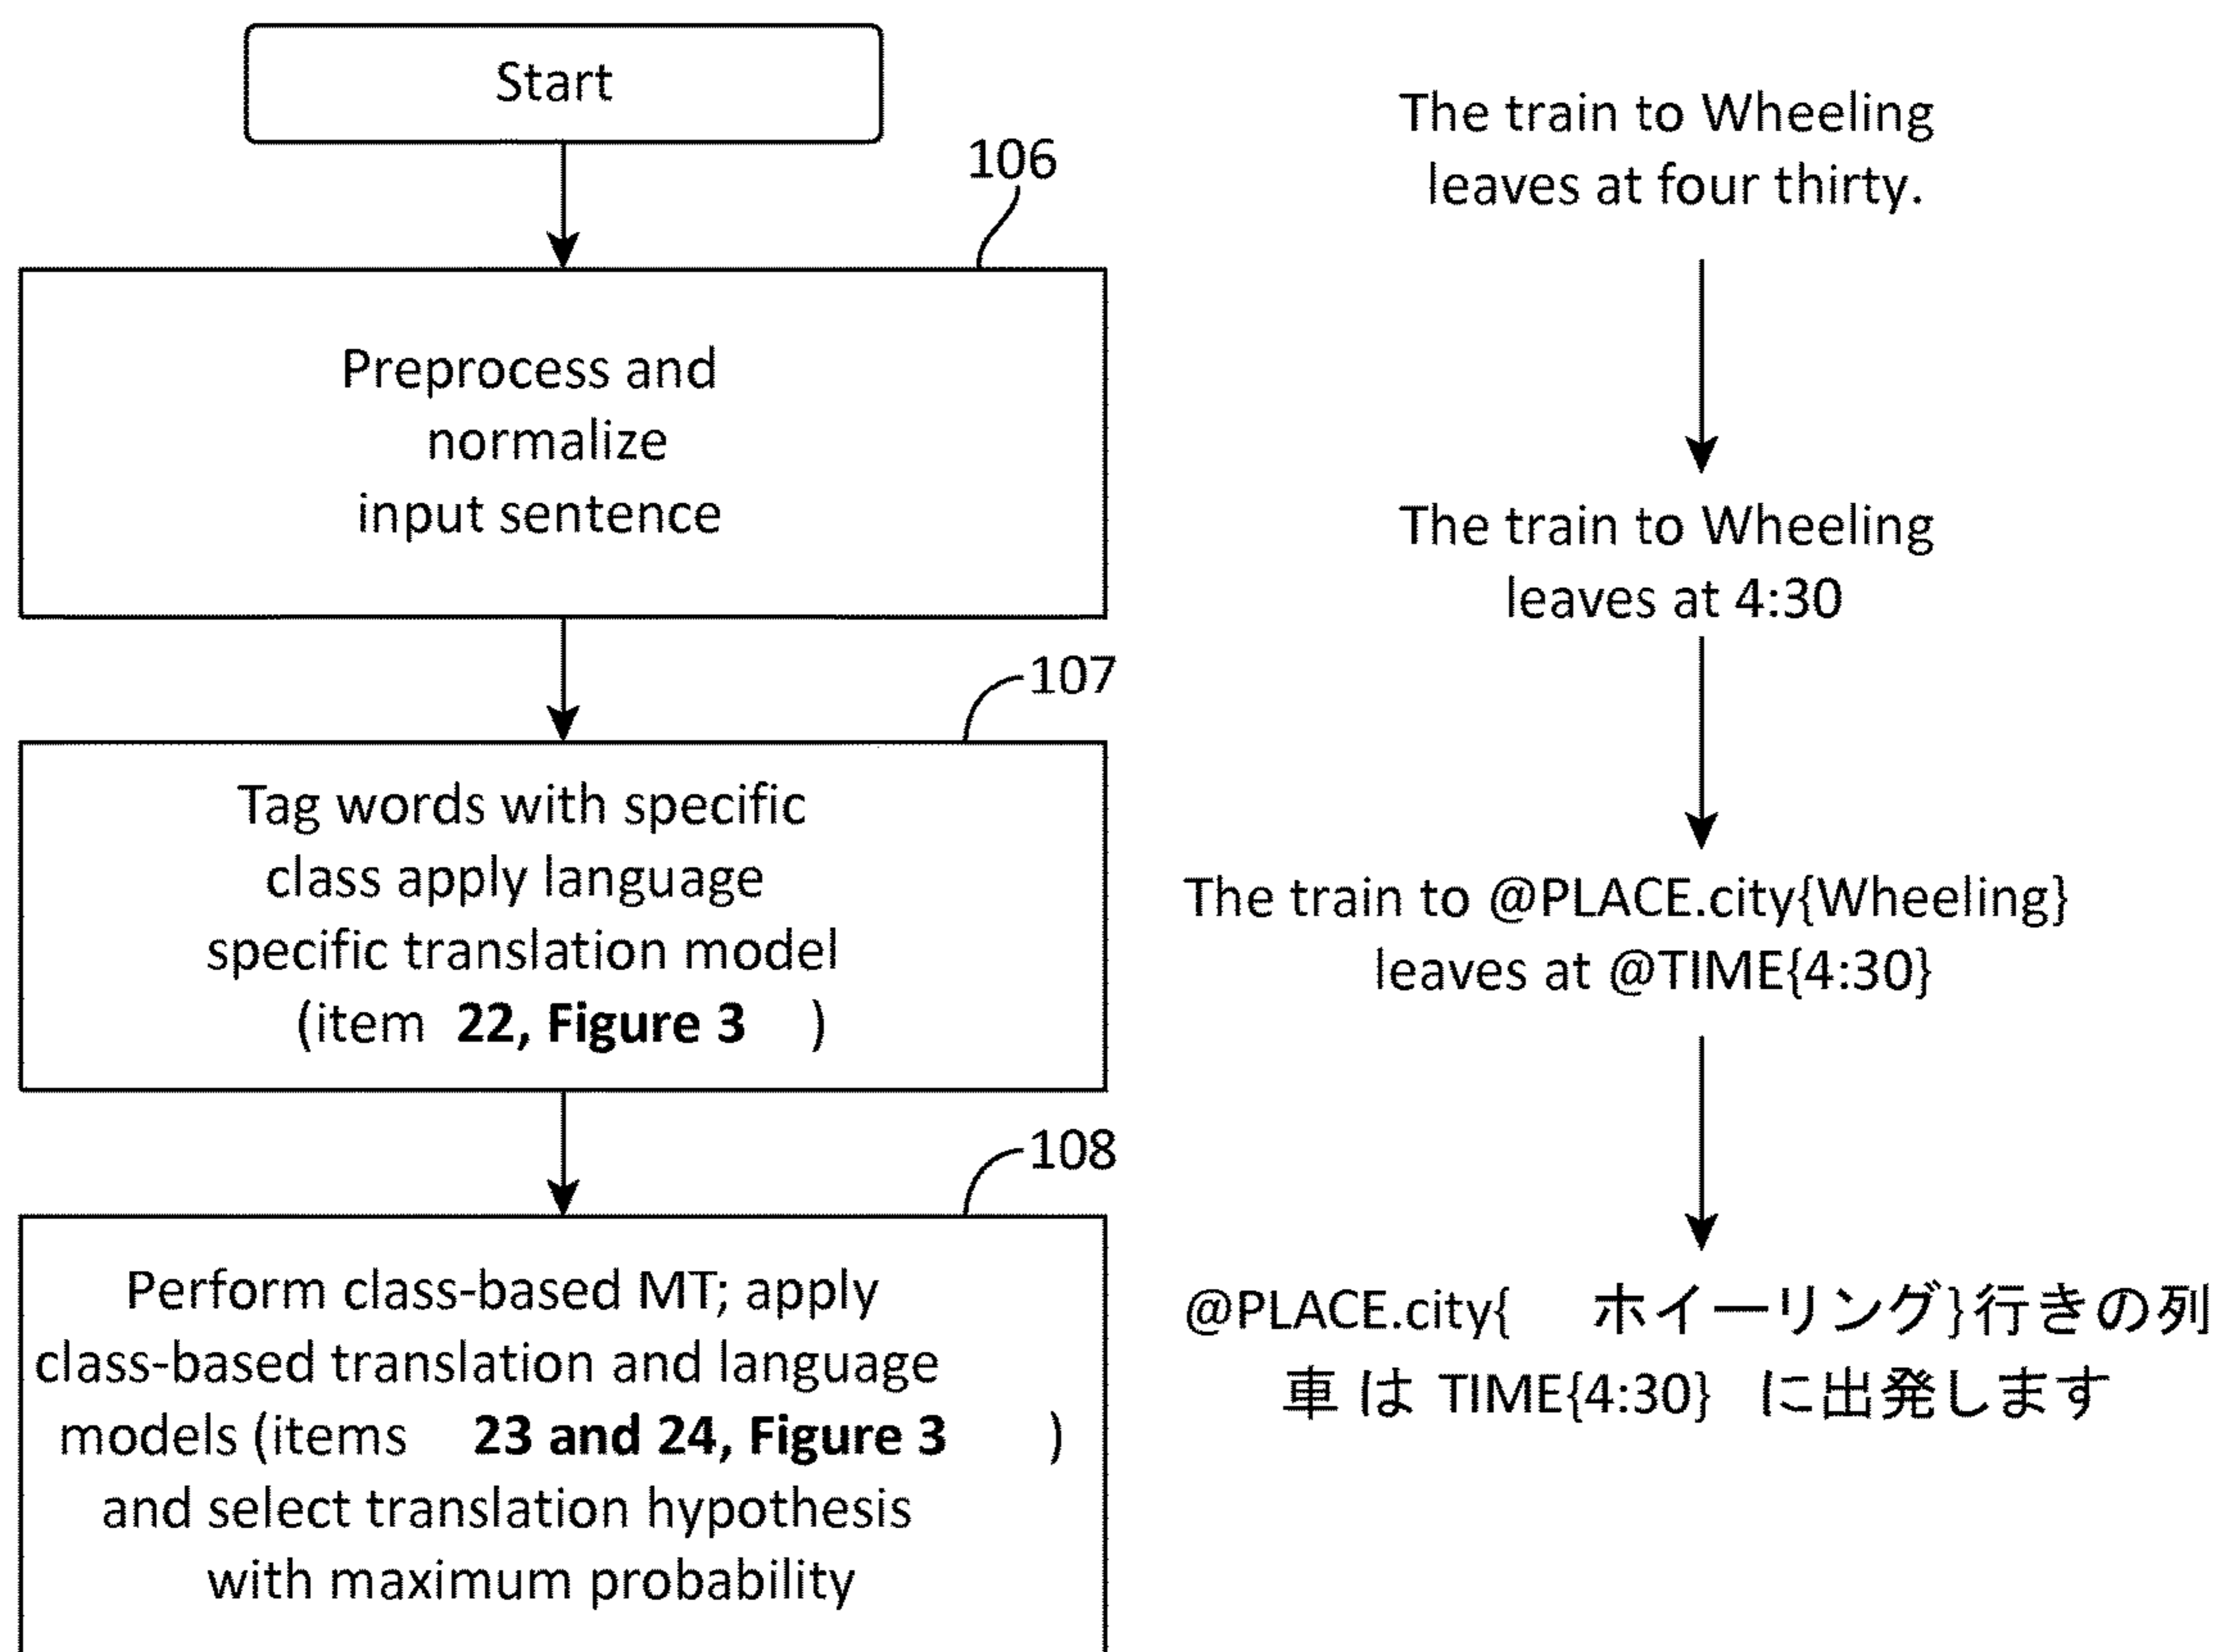 Start
106
Preprocess and
normalize
input sentence
107
Tag words with specific
class apply language
specific translation model
(item 22, Figure 3 )
108
Perform class-based MT; apply
class-based translation and language
models (items 23 and 24, Figure 3 )
and select translation hypothesis
with maximum probability
The train to Wheeling
leaves at four thirty.
The train to Wheeling
leaves at 4:30
The train to @PLACE.city{Wheeling}
leaves at @TIME{4:30}
@PLACE.city{ ホイーリング}行きの列
車 は TIME{4:30} に出発します